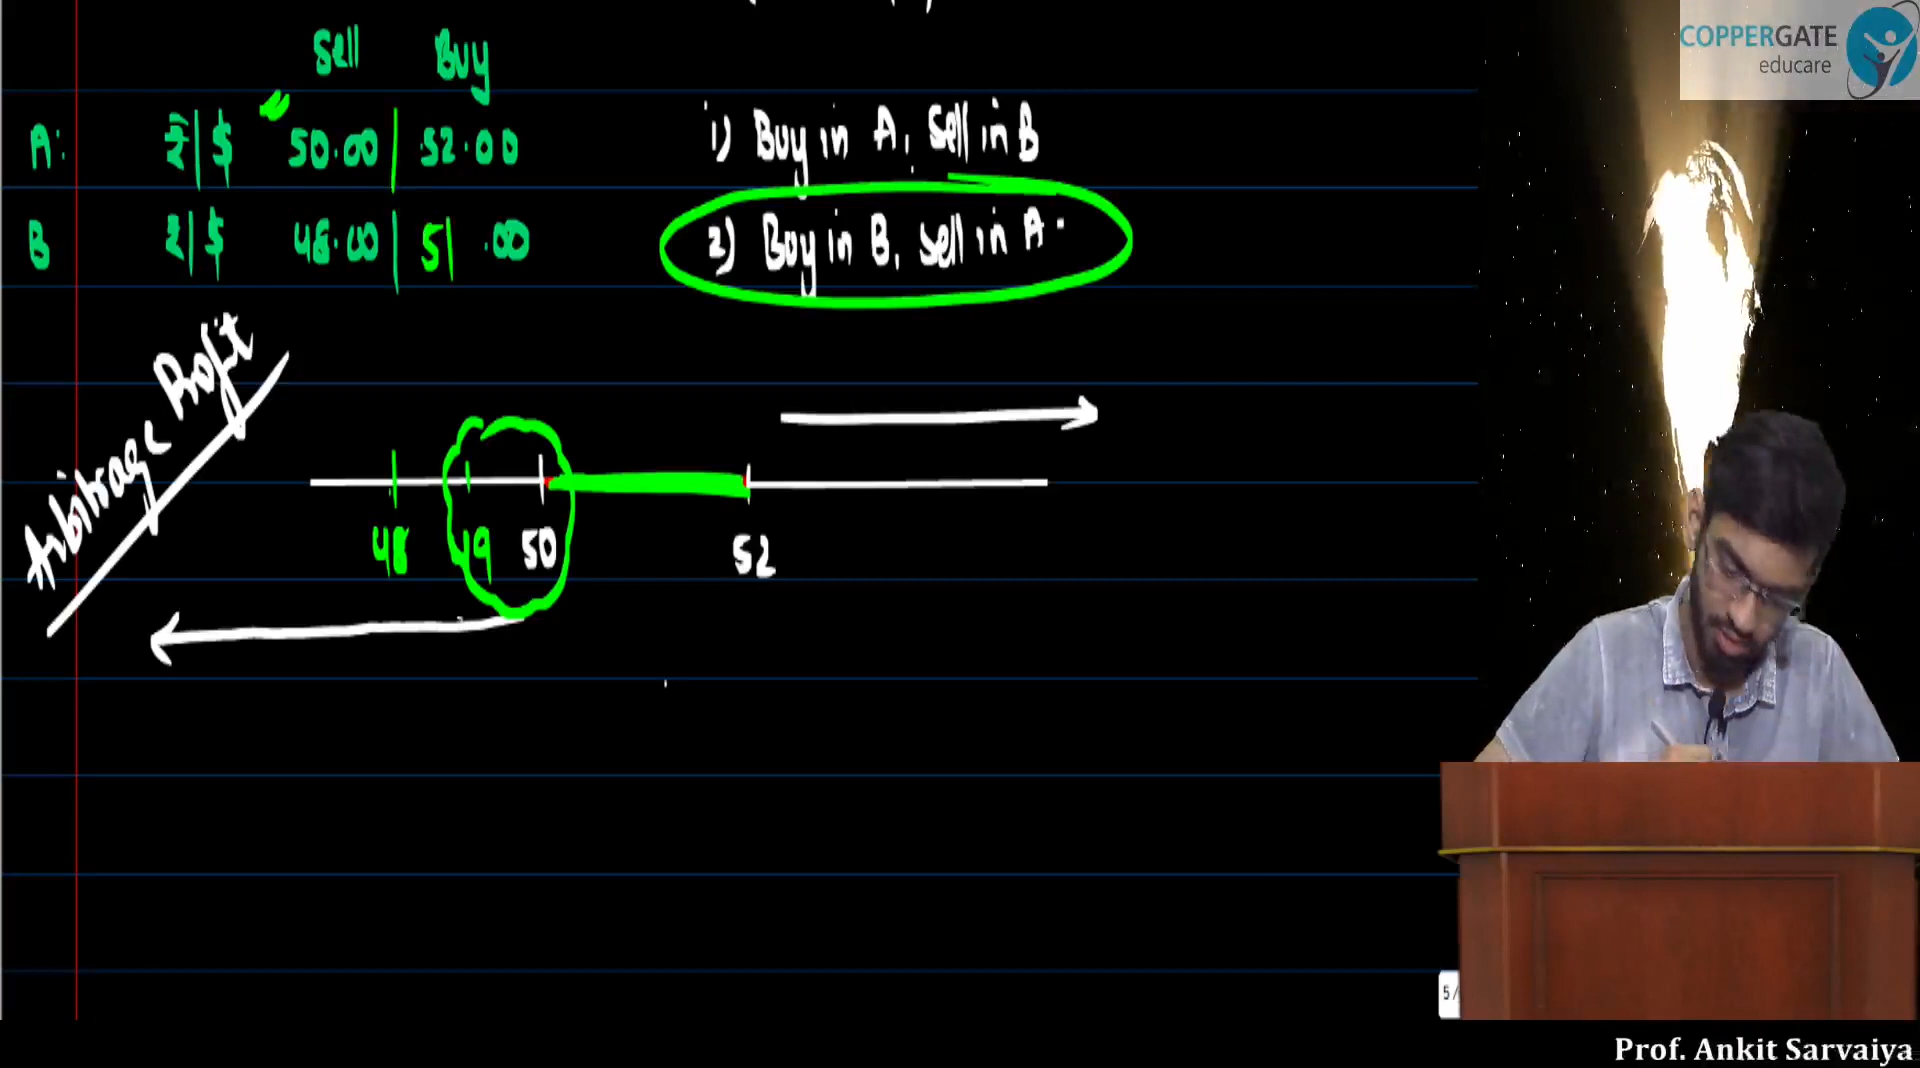 COPPERGATE
educare
Sell Buy
A: ₹|$ 50.00 | 52.00
B ₹|$ 48.00 | 51.00
i) Buy in A, Sell in B
2) Buy in B, Sell in A.
Arbitrage Profit
48 49 50 52
5/
Prof. Ankit Sarvaiya